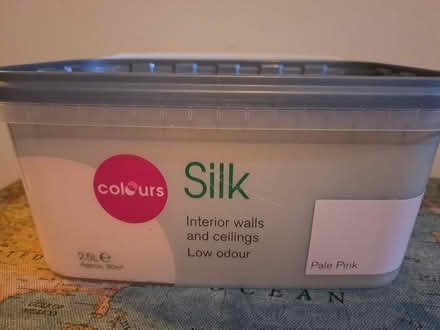 colours
Silk
Interior walls
and ceilings
Low odour
2.5L e
Pale Pink
OCEAN